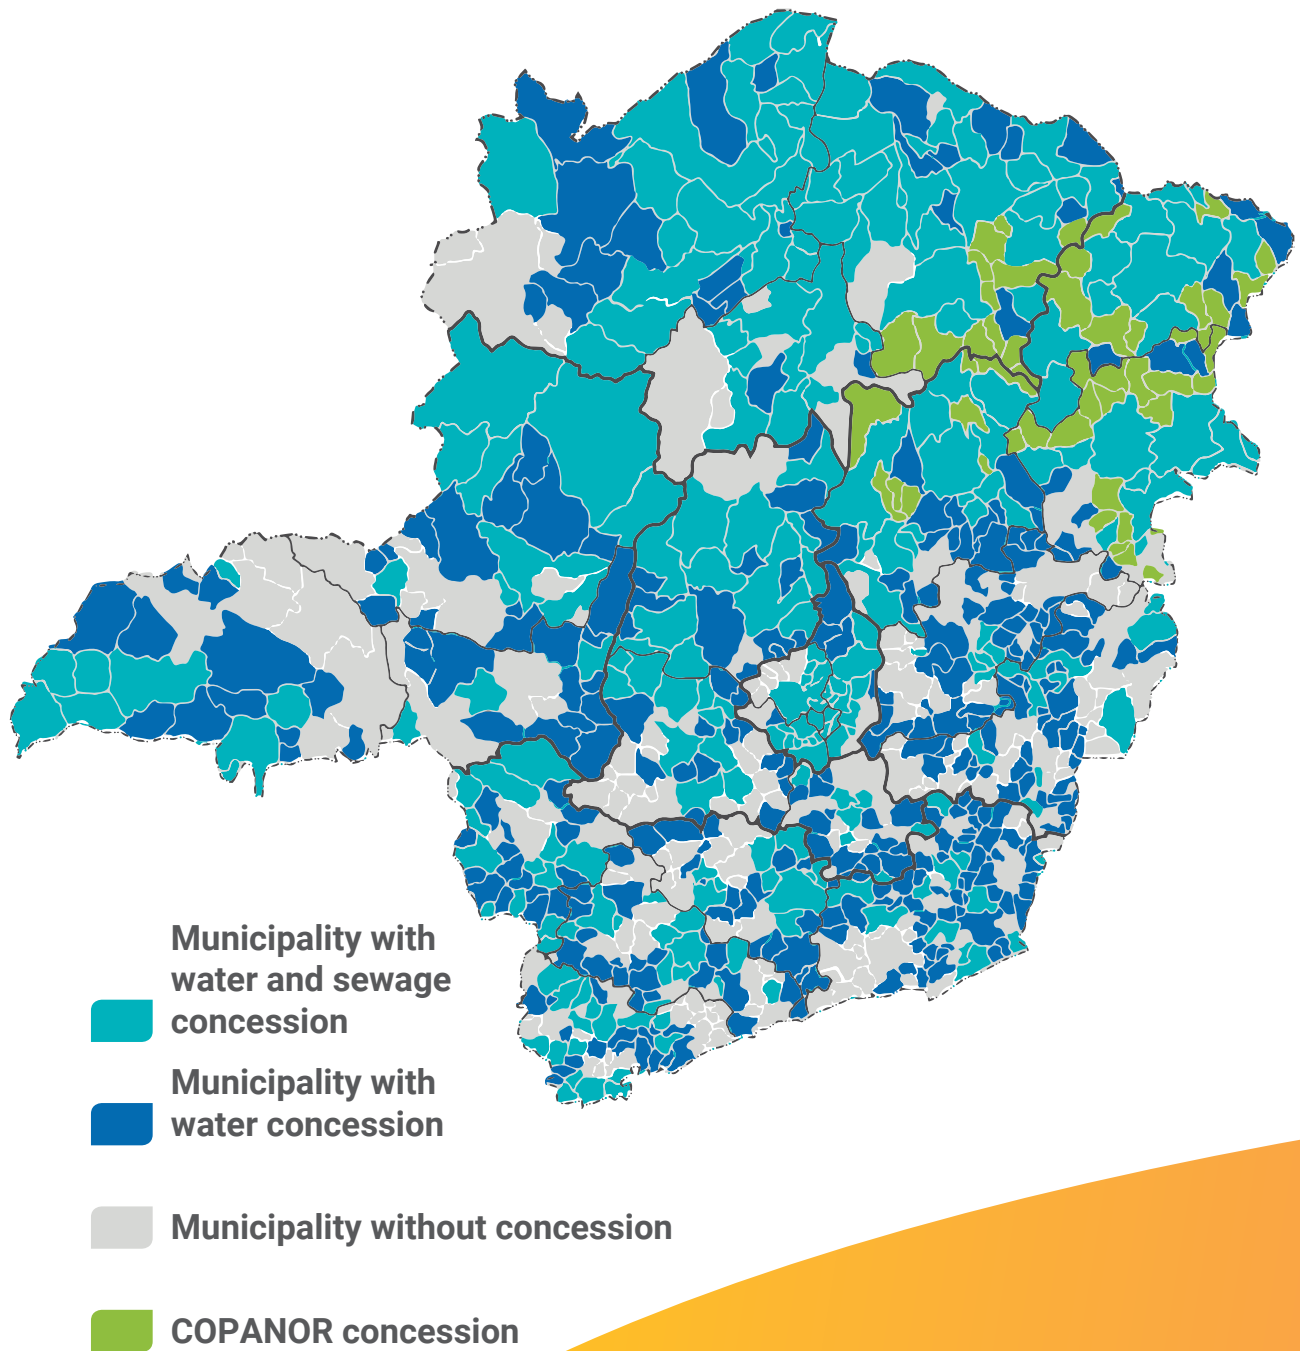 Municipality with
water and sewage
concession
Municipality with
water concession
Municipality without concession
COPANOR concession